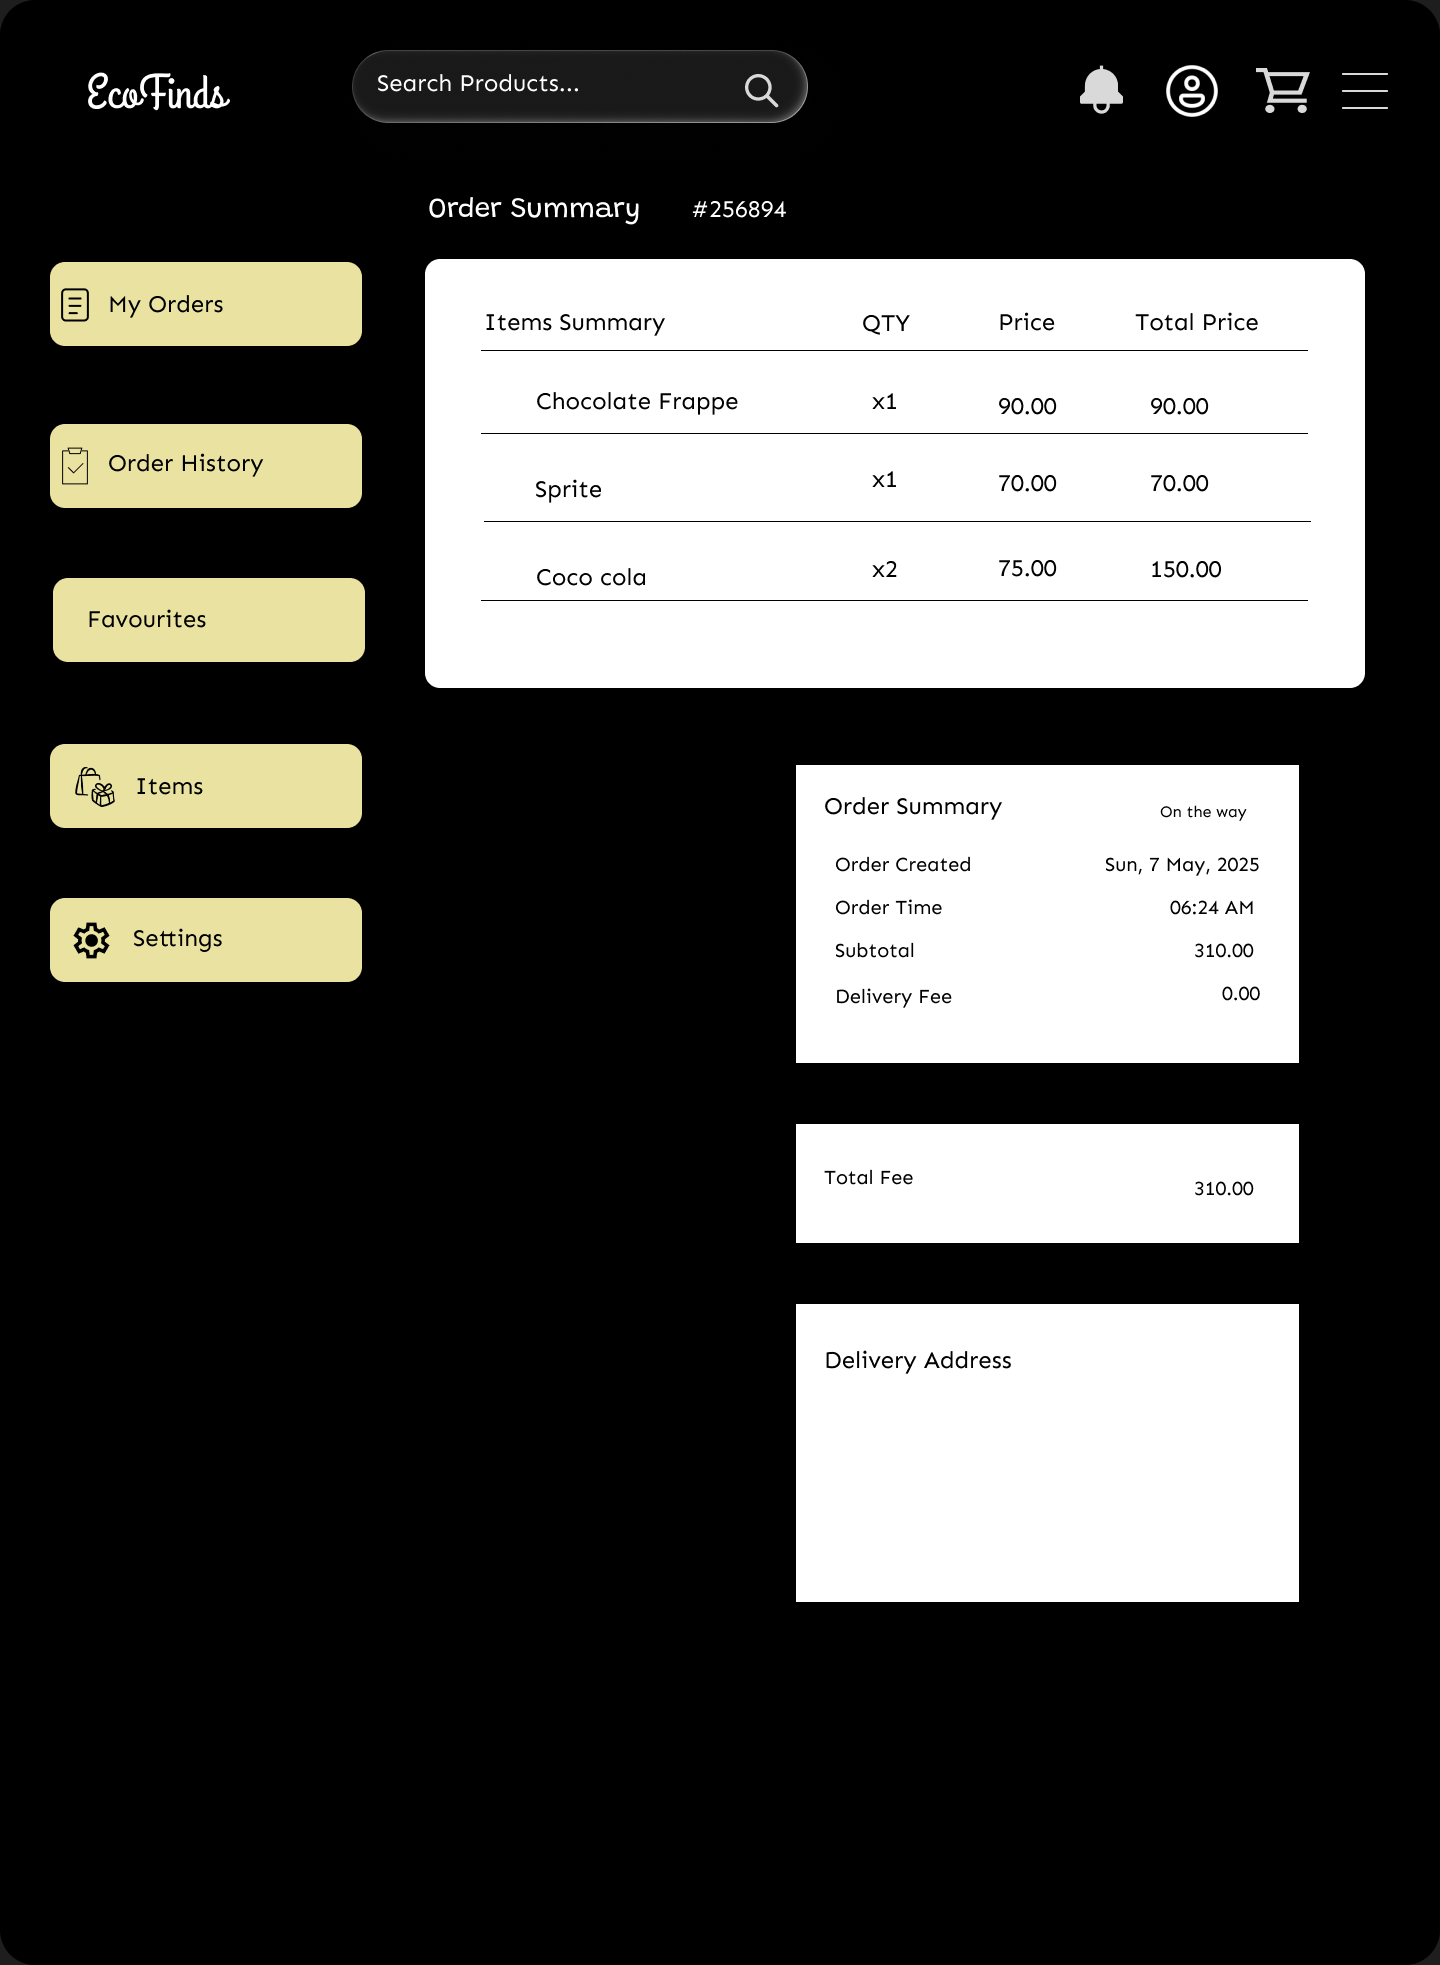 EcoFinds
Search Products...
Order Summary #256894
My Orders
Order History
Favourites
Items
Settings
Items Summary QTY Price Total Price
Chocolate Frappe x1 90.00 90.00
Sprite x1 70.00 70.00
Coco cola x2 75.00 150.00
Order Summary On the way
Order Created Sun, 7 May, 2025
Order Time 06:24 AM
Subtotal 310.00
Delivery Fee 0.00
Total Fee 310.00
Delivery Address